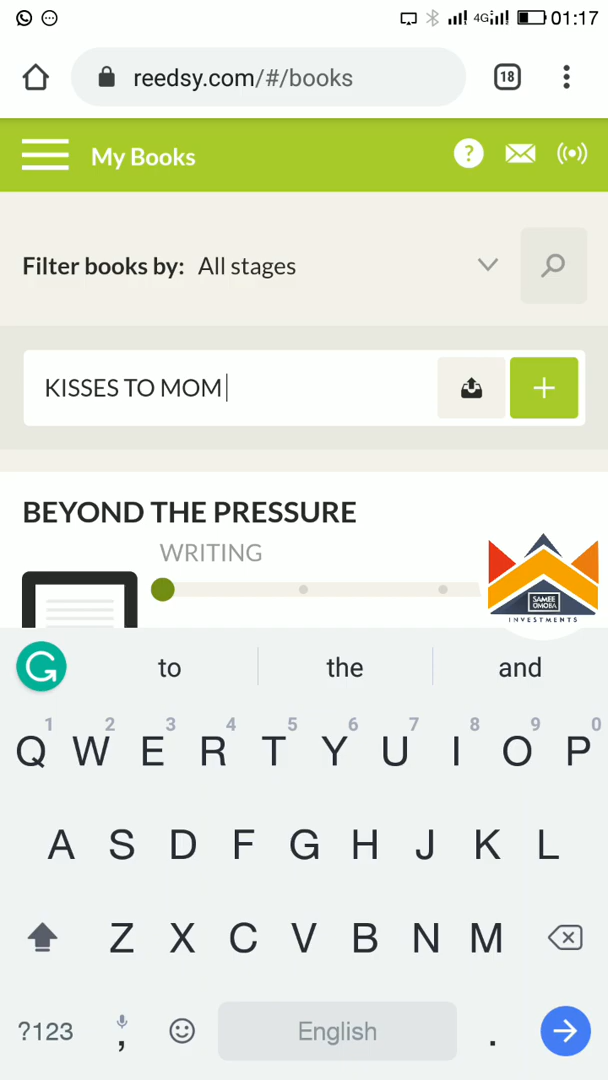 4G 01:17
reedsy.com/#/books 18
My Books ?
Filter books by: All stages
KISSES TO MOM +
BEYOND THE PRESSURE
WRITING
SAMEE
OMOBA
INVESTMENTS
G to the and
1 2 3 4 5 6 7 8 9 0
Q W E R T Y U I O P
A S D F G H J K L
Z X C V B N M
?123 , English .